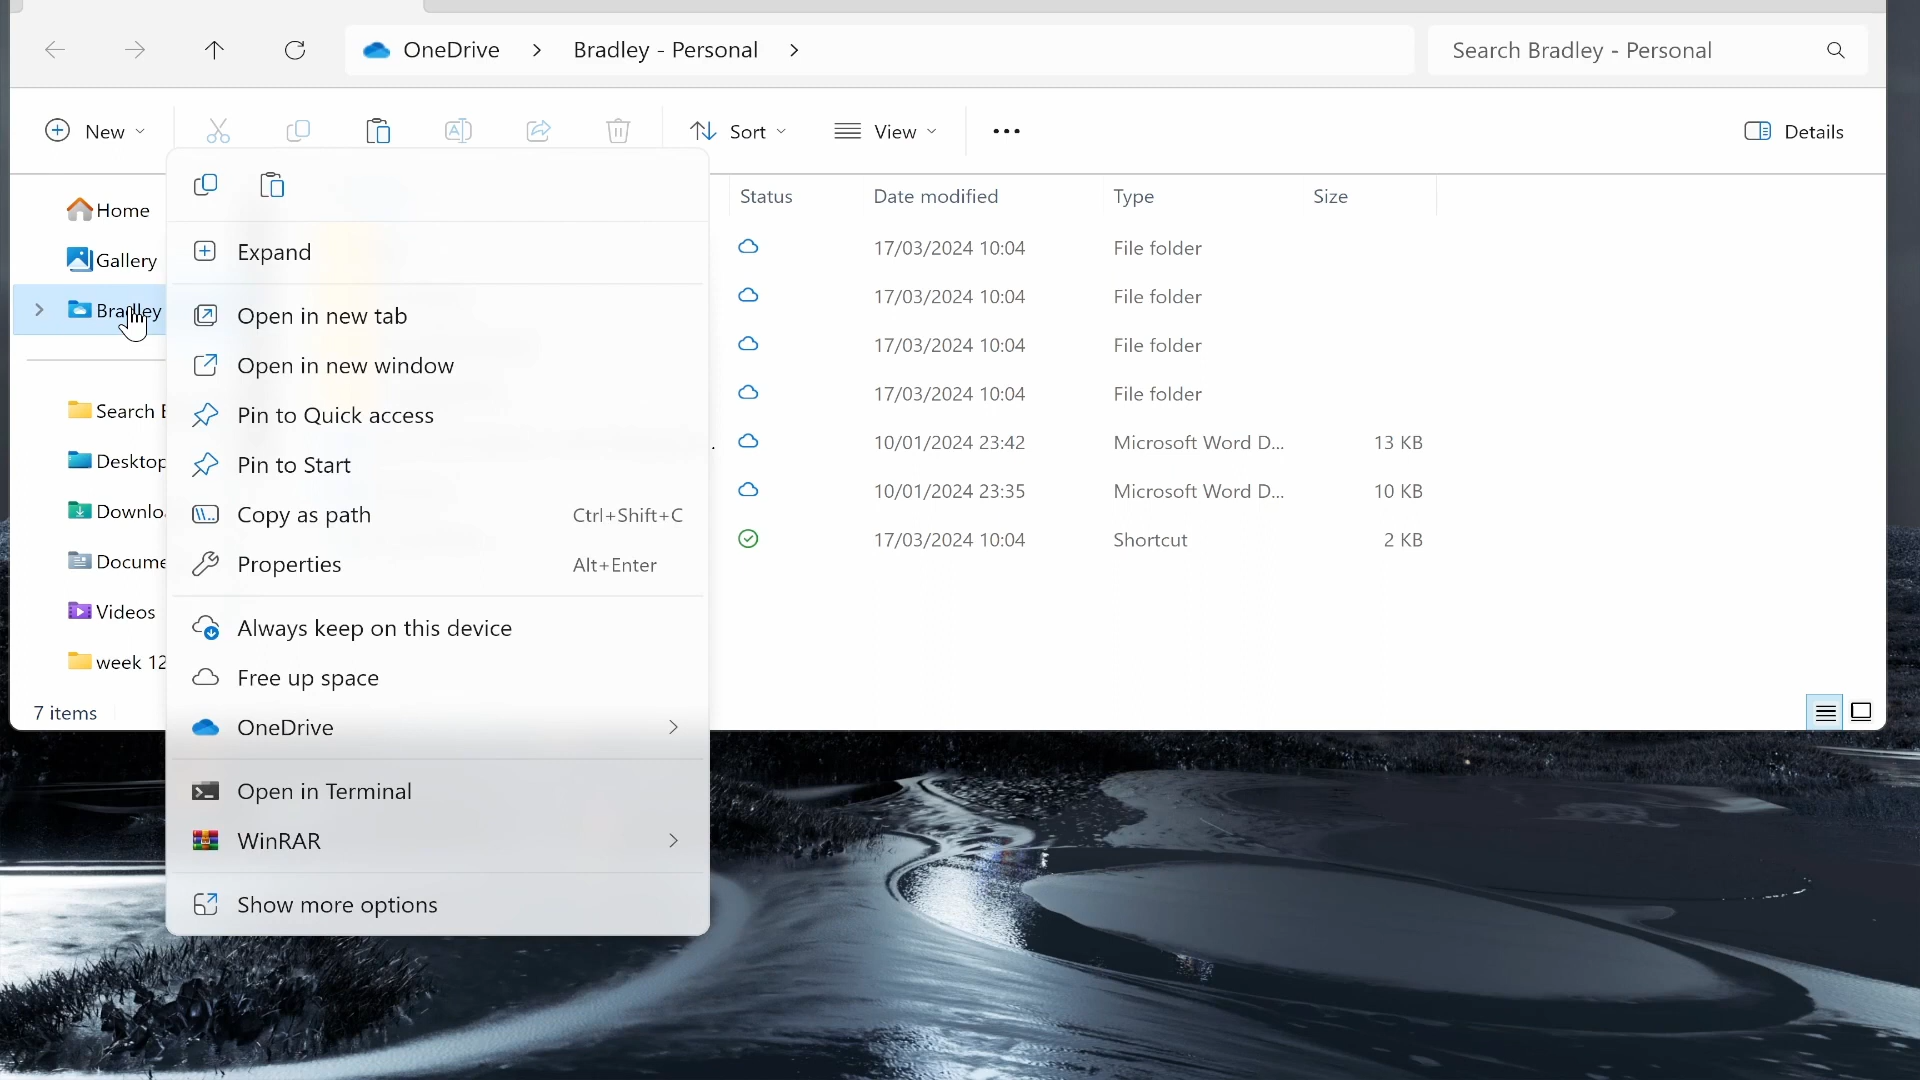 OneDrive > Bradley - Personal >
Search Bradley - Personal
New
Sort
View
Details
Status Date modified Type Size
Home
Gallery
Bradley
Search
Desktop
Downlo
Docume
Videos
week 12
7 items
Expand
Open in new tab
Open in new window
Pin to Quick access
Pin to Start
Copy as path Ctrl+Shift+C
Properties Alt+Enter
Always keep on this device
Free up space
OneDrive
Open in Terminal
WinRAR
Show more options
17/03/2024 10:04 File folder
17/03/2024 10:04 File folder
17/03/2024 10:04 File folder
17/03/2024 10:04 File folder
10/01/2024 23:42 Microsoft Word D... 13 KB
10/01/2024 23:35 Microsoft Word D... 10 KB
17/03/2024 10:04 Shortcut 2 KB